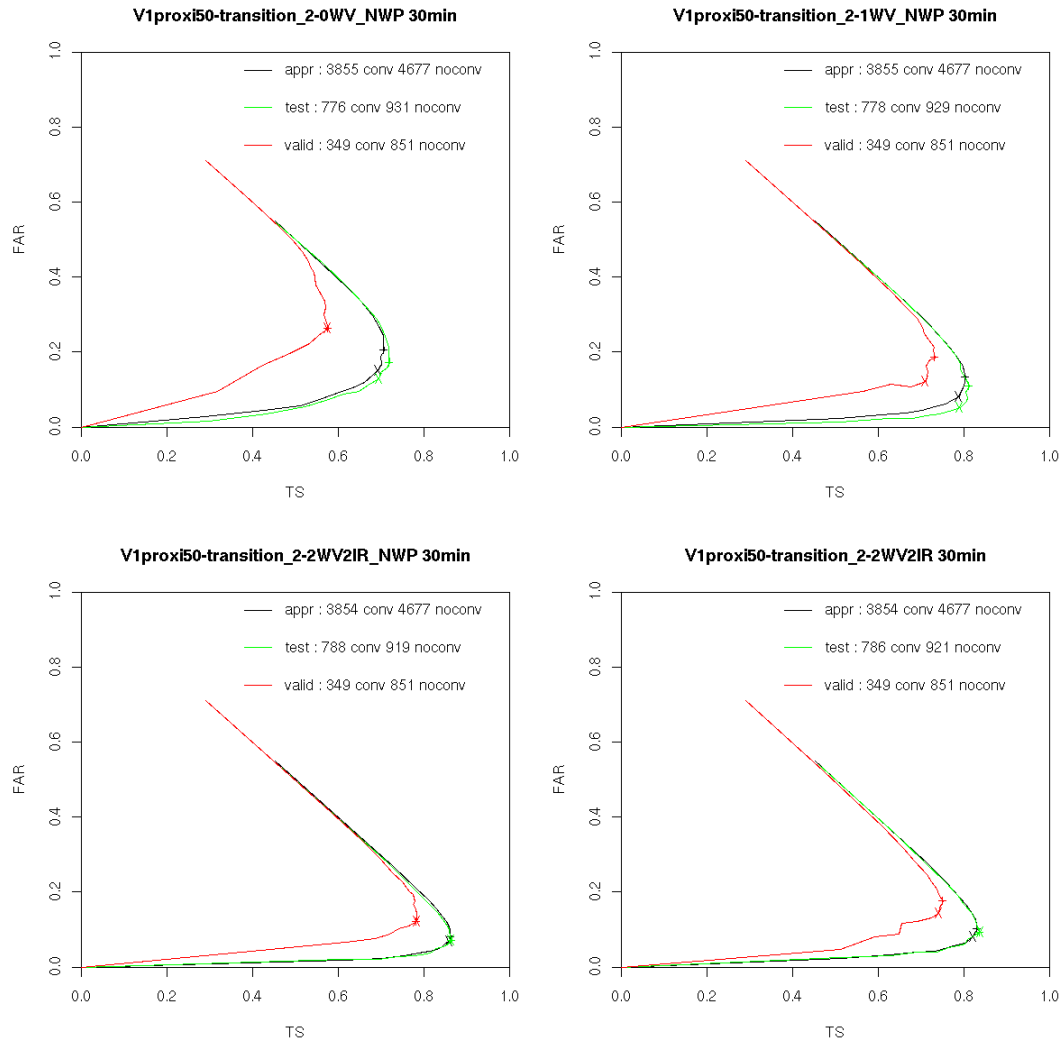 V1proxi50-transition_2-0WV_NWP 30min
1.0
0.8
0.6
0.4
0.2
0.0
FAR
appr : 3855 conv 4677 noconv
test : 776 conv 931 noconv
valid : 349 conv 851 noconv
0.0 0.2 0.4 0.6 0.8 1.0
TS
V1proxi50-transition_2-1WV_NWP 30min
1.0
0.8
0.6
0.4
0.2
0.0
FAR
appr : 3855 conv 4677 noconv
test : 778 conv 929 noconv
valid : 349 conv 851 noconv
0.0 0.2 0.4 0.6 0.8 1.0
TS
V1proxi50-transition_2-2WV2IR_NWP 30min
1.0
0.8
0.6
0.4
0.2
0.0
FAR
appr : 3854 conv 4677 noconv
test : 788 conv 919 noconv
valid : 349 conv 851 noconv
0.0 0.2 0.4 0.6 0.8 1.0
TS
V1proxi50-transition_2-2WV2IR 30min
1.0
0.8
0.6
0.4
0.2
0.0
FAR
appr : 3854 conv 4677 noconv
test : 786 conv 921 noconv
valid : 349 conv 851 noconv
0.0 0.2 0.4 0.6 0.8 1.0
TS